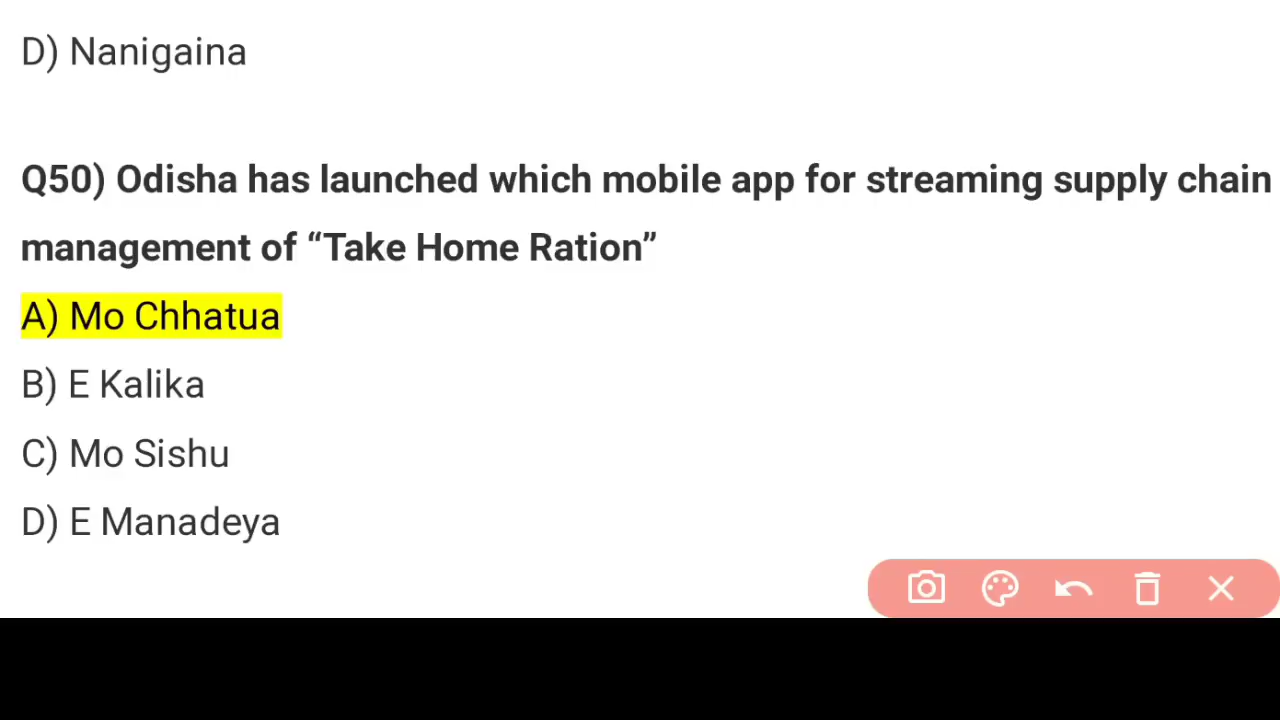 D) Nanigaina
Q50) Odisha has launched which mobile app for streaming supply chain
management of “Take Home Ration”
A) Mo Chhatua
B) E Kalika
C) Mo Sishu
D) E Manadeya